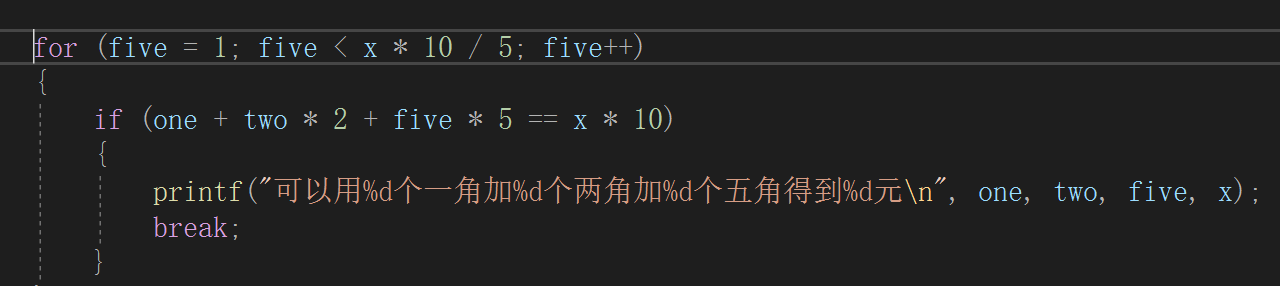 for (five = 1; five < x * 10 / 5; five++)
{
if (one + two * 2 + five * 5 == x * 10)
{
printf("可以用%d个一角加%d个两角加%d个五角得到%d元\n", one, two, five, x);
break;
}